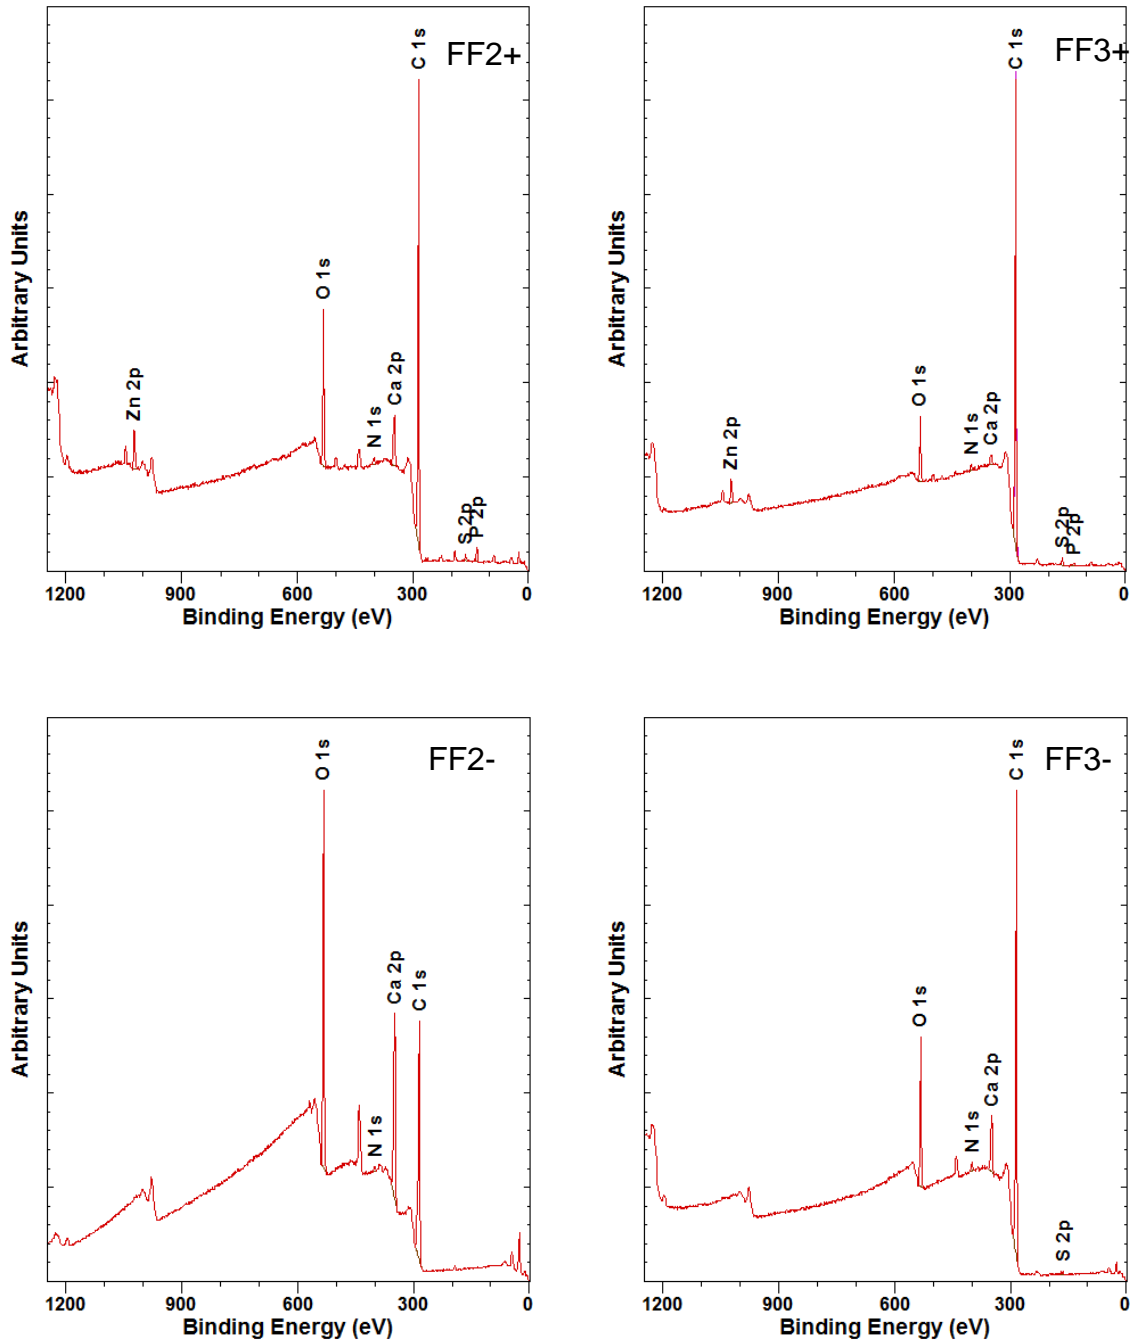 FF2+
C 1s
O 1s
Zn 2p
N 1s
Ca 2p
S 2p
P 2p
Arbitrary Units
1200 900 600 300 0
Binding Energy (eV)
FF3+
C 1s
O 1s
Zn 2p
N 1s
Ca 2p
S 2p
P 2p
Arbitrary Units
1200 900 600 300 0
Binding Energy (eV)
FF2-
O 1s
Ca 2p
C 1s
N 1s
Arbitrary Units
1200 900 600 300 0
Binding Energy (eV)
FF3-
C 1s
O 1s
Ca 2p
N 1s
S 2p
Arbitrary Units
1200 900 600 300 0
Binding Energy (eV)